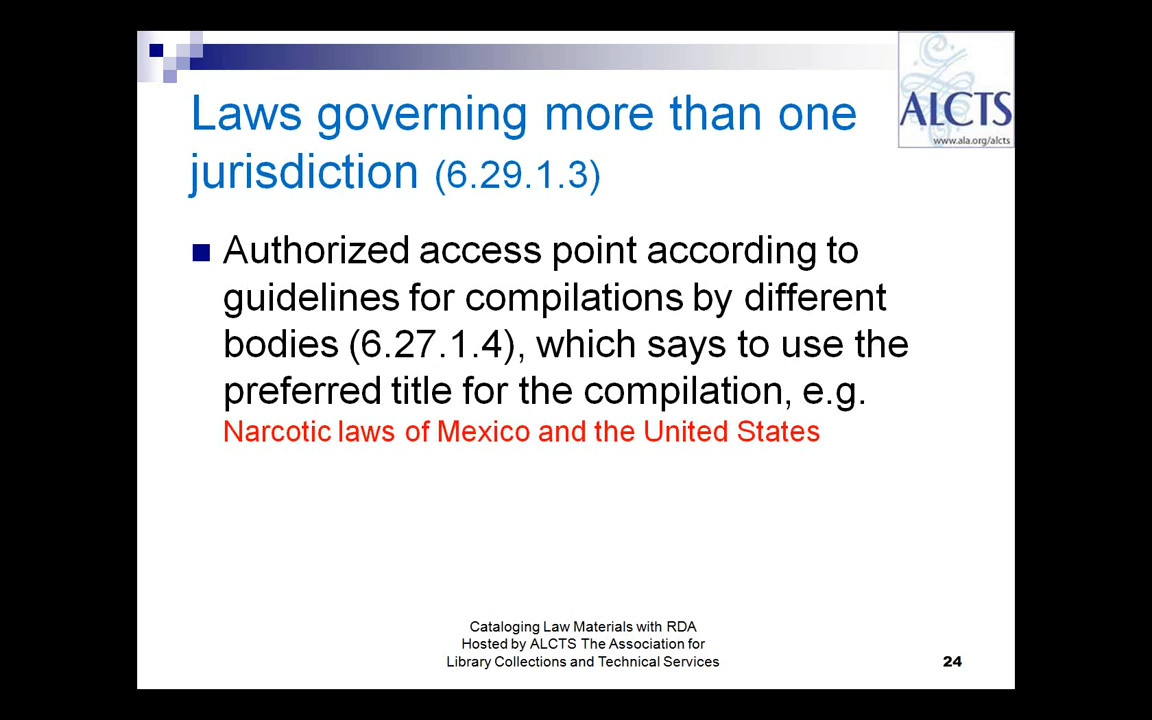 ALCTS
www.ala.org/alcts
Laws governing more than one
jurisdiction (6.29.1.3)
Authorized access point according to
guidelines for compilations by different
bodies (6.27.1.4), which says to use the
preferred title for the compilation, e.g.
Narcotic laws of Mexico and the United States
Cataloging Law Materials with RDA
Hosted by ALCTS The Association for
Library Collections and Technical Services
24